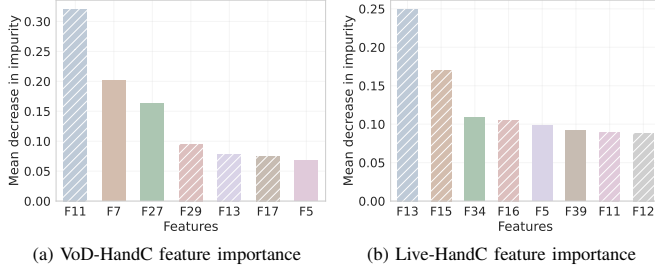 Mean decrease in impurity
0.30
0.25
0.20
0.15
0.10
0.05
0.00
F11 F7 F27 F29 F13 F17 F5
Features
(a) VoD-HandC feature importance
Mean decrease in impurity
0.25
0.20
0.15
0.10
0.05
0.00
F13 F15 F34 F16 F5 F39 F11 F12
Features
(b) Live-HandC feature importance